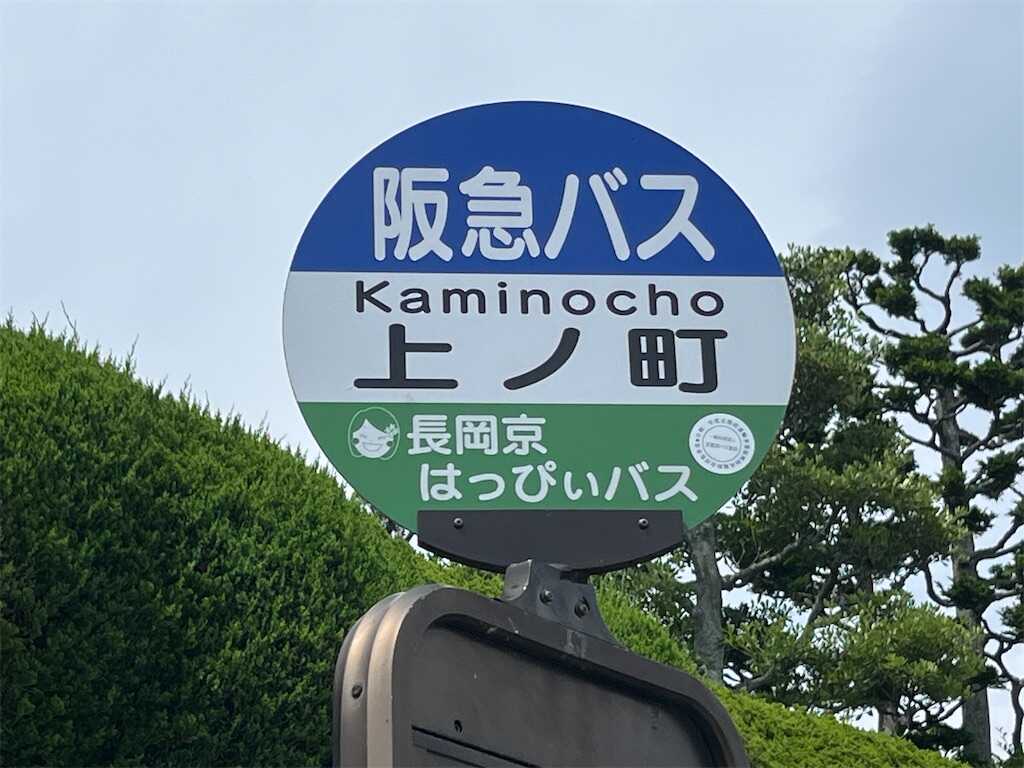 阪急バス
Kaminocho
上ノ町
長岡京
はっぴぃバス